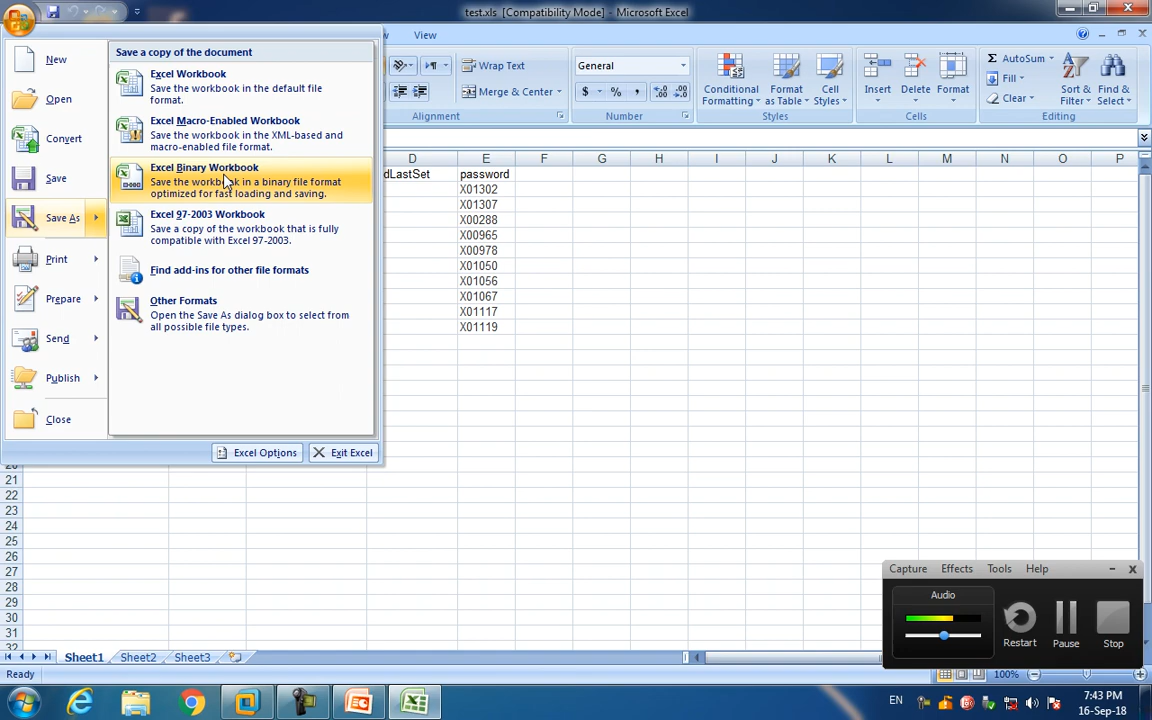 test.xls [Compatibility Mode] - Microsoft Excel
View
New
Open
Convert
Save
Save As
Print
Prepare
Send
Publish
Close
Save a copy of the document
Excel Workbook
Save the workbook in the default file
format.
Excel Macro-Enabled Workbook
Save the workbook in the XML-based and
macro-enabled file format.
Excel Binary Workbook
Save the workbook in a binary file format
optimized for fast loading and saving.
Excel 97-2003 Workbook
Save a copy of the workbook that is fully
compatible with Excel 97-2003.
Find add-ins for other file formats
Other Formats
Open the Save As dialog box to select from
all possible file types.
Excel Options
Exit Excel
Wrap Text
Merge & Center
Alignment
General
$ % ,
Number
Conditional
Formatting
Format
as Table
Cell
Styles
Styles
Insert
Delete
Format
Cells
AutoSum
Fill
Clear
Sort &
Filter
Find &
Select
Editing
D E F G H I J K L M N O P
dLastSet password
X01302
X01307
X00288
X00965
X00978
X01050
X01056
X01067
X01117
X01119
21
22
23
24
25
26
27
28
29
30
31
32
Sheet1 Sheet2 Sheet3
Ready
100%
Capture Effects Tools Help
Audio
Restart
Pause
Stop
EN
7:43 PM
16-Sep-18